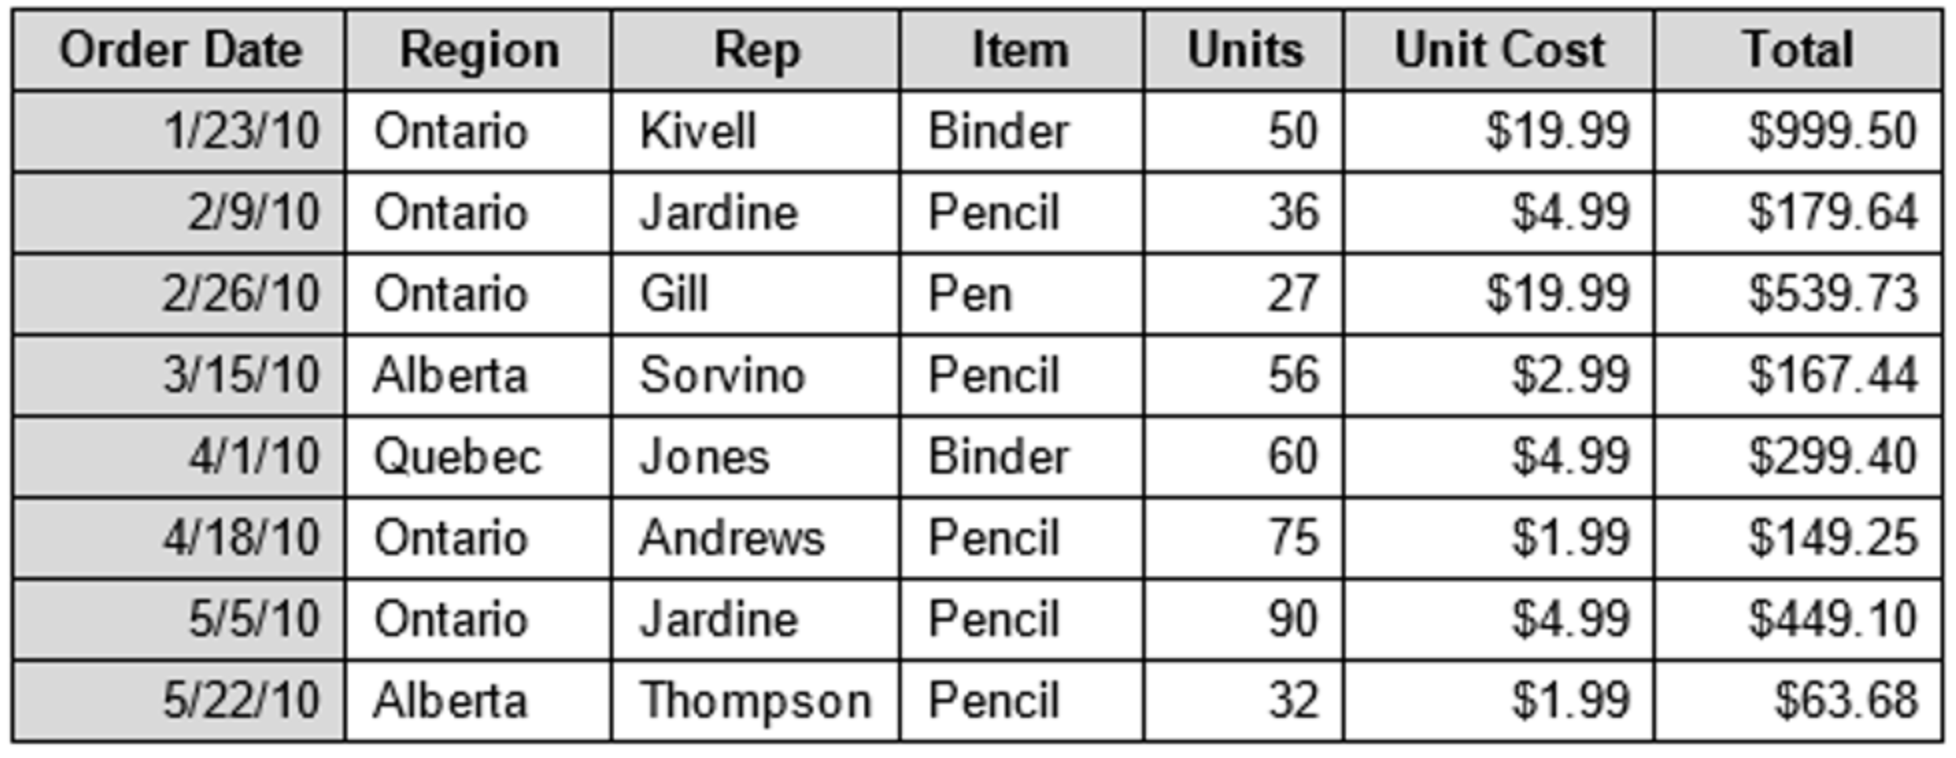 Order Date Region Rep Item Units Unit Cost Total
1/23/10 Ontario Kivell Binder 50 $19.99 $999.50
2/9/10 Ontario Jardine Pencil 36 $4.99 $179.64
2/26/10 Ontario Gill Pen 27 $19.99 $539.73
3/15/10 Alberta Sorvino Pencil 56 $2.99 $167.44
4/1/10 Quebec Jones Binder 60 $4.99 $299.40
4/18/10 Ontario Andrews Pencil 75 $1.99 $149.25
5/5/10 Ontario Jardine Pencil 90 $4.99 $449.10
5/22/10 Alberta Thompson Pencil 32 $1.99 $63.68